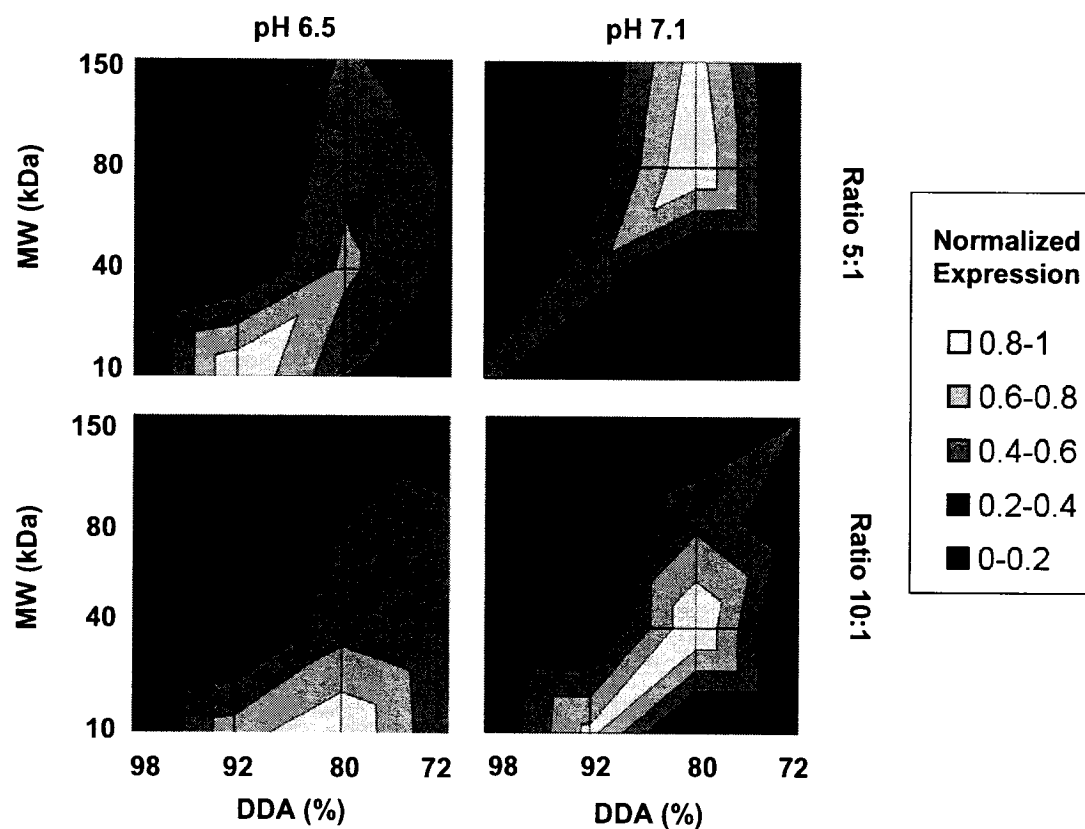 pH 6.5
pH 7.1
MW (kDa)
150
80
40
10
Ratio 5:1
MW (kDa)
150
80
40
10
Ratio 10:1
98 92 80 72
DDA (%)
98 92 80 72
DDA (%)
Normalized
Expression
0.8-1
0.6-0.8
0.4-0.6
0.2-0.4
0-0.2